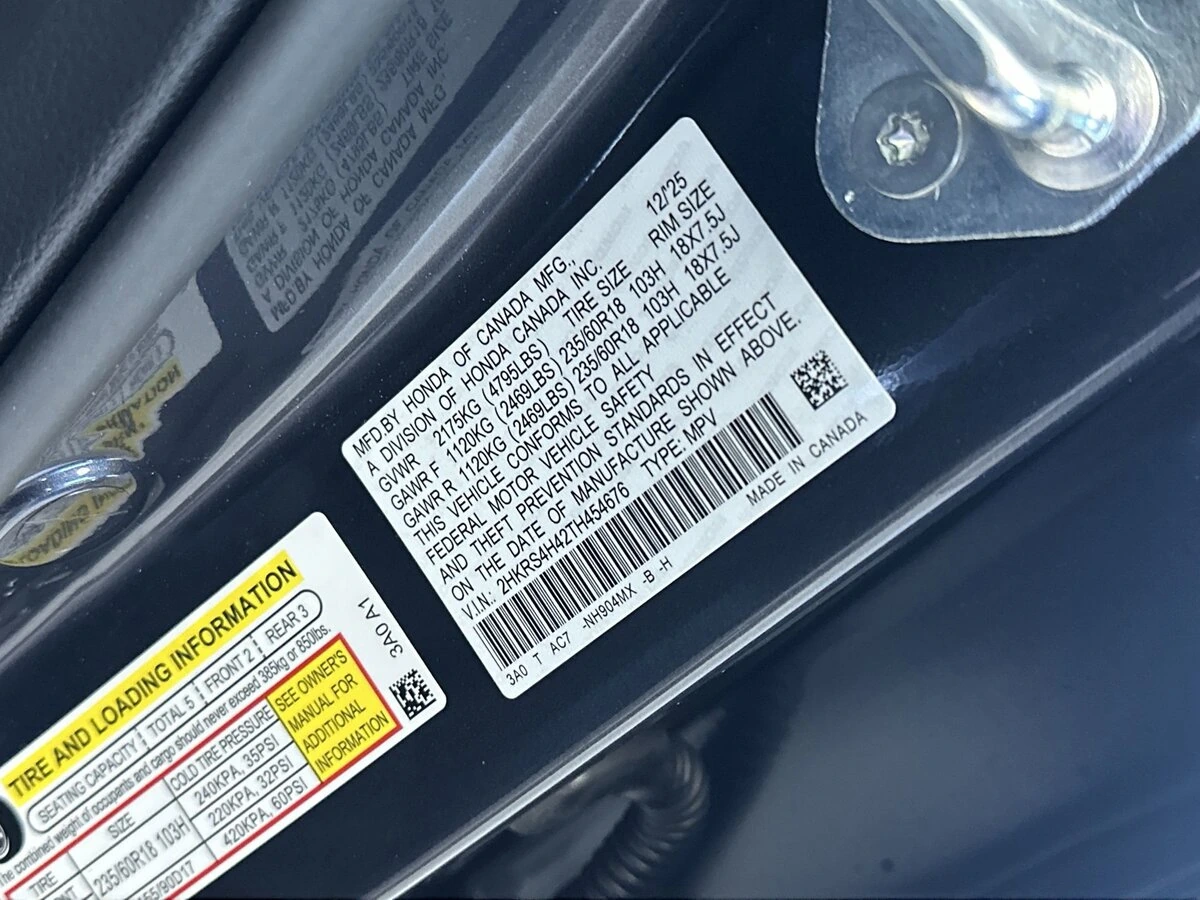 MFD.BY HONDA OF CANADA MFG.,
A DIVISION OF HONDA CANADA INC. 12/'25
GVWR 2175KG (4795LBS) TIRE SIZE RIM SIZE
GAWR F 1120KG (2469LBS) 235/60R18 103H 18X7.5J
GAWR R 1120KG (2469LBS) 235/60R18 103H 18X7.5J
THIS VEHICLE CONFORMS TO ALL APPLICABLE
FEDERAL MOTOR VEHICLE SAFETY
AND THEFT PREVENTION STANDARDS IN EFFECT
ON THE DATE OF MANUFACTURE SHOWN ABOVE.
V.I.N.: 2HKRS4H42TH454676 TYPE: MPV
3A0 T AC7 -NH904MX -B -H MADE IN CANADA
TIRE AND LOADING INFORMATION
SEATING CAPACITY TOTAL 5 FRONT 2 REAR 3
The combined weight of occupants and cargo should never exceed 385kg or 850lbs.
TIRE SIZE COLD TIRE PRESSURE
235/60R18 103H 240KPA, 35PSI
220KPA, 32PSI
420KPA, 60PSI
SEE OWNER'S
MANUAL FOR
ADDITIONAL
INFORMATION
3A0 A1